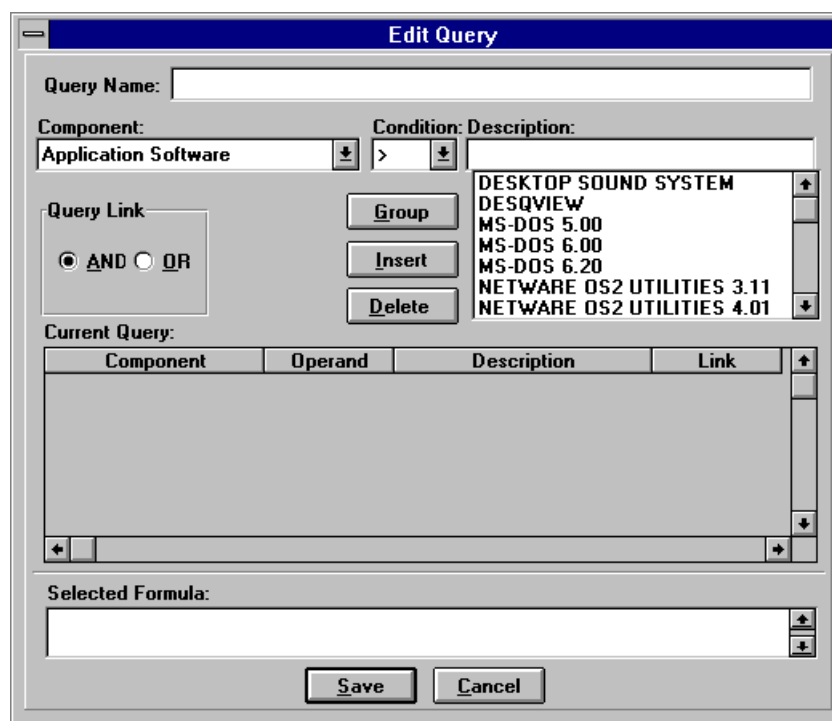 Edit Query
Query Name:
Component: Condition: Description:
Application Software >
DESKTOP SOUND SYSTEM
DESQVIEW
MS-DOS 5.00
MS-DOS 6.00
MS-DOS 6.20
NETWARE OS2 UTILITIES 3.11
NETWARE OS2 UTILITIES 4.01
Query Link
AND OR
Group
Insert
Delete
Current Query:
Component Operand Description Link
Selected Formula:
Save Cancel